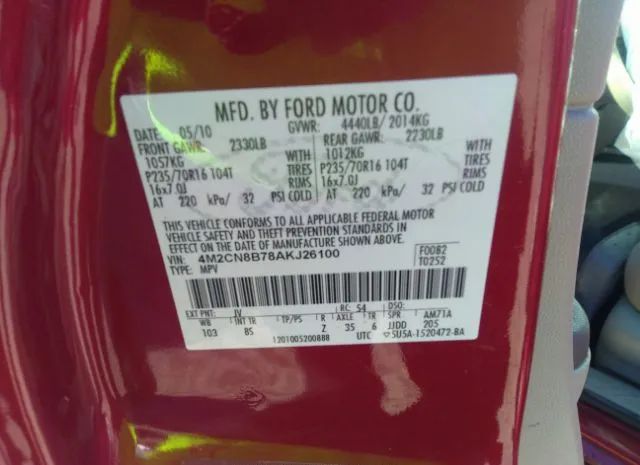 MFD. BY FORD MOTOR CO.
DATE: 05/10 GVWR: 4440LB/ 2014KG
FRONT GAWR: 2330LB REAR GAWR: 2230LB
1057KG WITH 1012KG WITH
P235/70R16 104T TIRES P235/70R16 104T TIRES
16x7.0J RIMS 16x7.0J RIMS
AT 220 kPa/ 32 PSI COLD AT 220 kPa/ 32 PSI COLD
THIS VEHICLE CONFORMS TO ALL APPLICABLE FEDERAL MOTOR
VEHICLE SAFETY AND THEFT PREVENTION STANDARDS IN EFFECT
ON THE DATE OF MANUFACTURE SHOWN ABOVE.
VIN: 4M2CN8B78AKJ26100 F0082
TYPE: MPV T0252
EXT PNT: JV RC: 54 DSO:
WB INT TR TP/PS R AXLE TR SPR AM71A
103 8S Z 35 6 JJDD 205
1201005200888 UTC 5U5A-1520472-BA